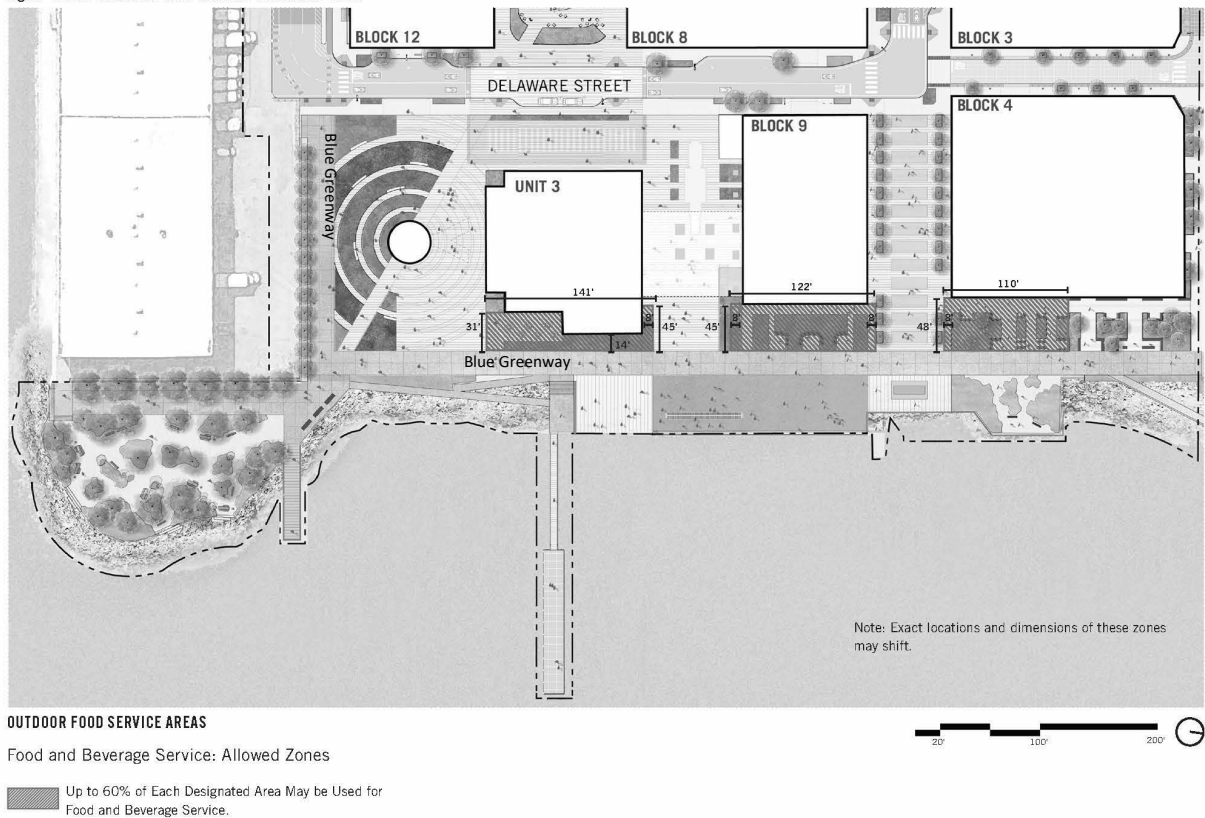 BLOCK 12
BLOCK 8
BLOCK 3
DELAWARE STREET
BLOCK 4
BLOCK 9
Blue Greenway
UNIT 3
141'
122'
110'
31'
8'
45'
45'
8'
8'
48'
8'
14'
Blue Greenway
Note: Exact locations and dimensions of these zones
may shift.
OUTDOOR FOOD SERVICE AREAS
20'
100'
200'
Food and Beverage Service: Allowed Zones
Up to 60% of Each Designated Area May be Used for
Food and Beverage Service.